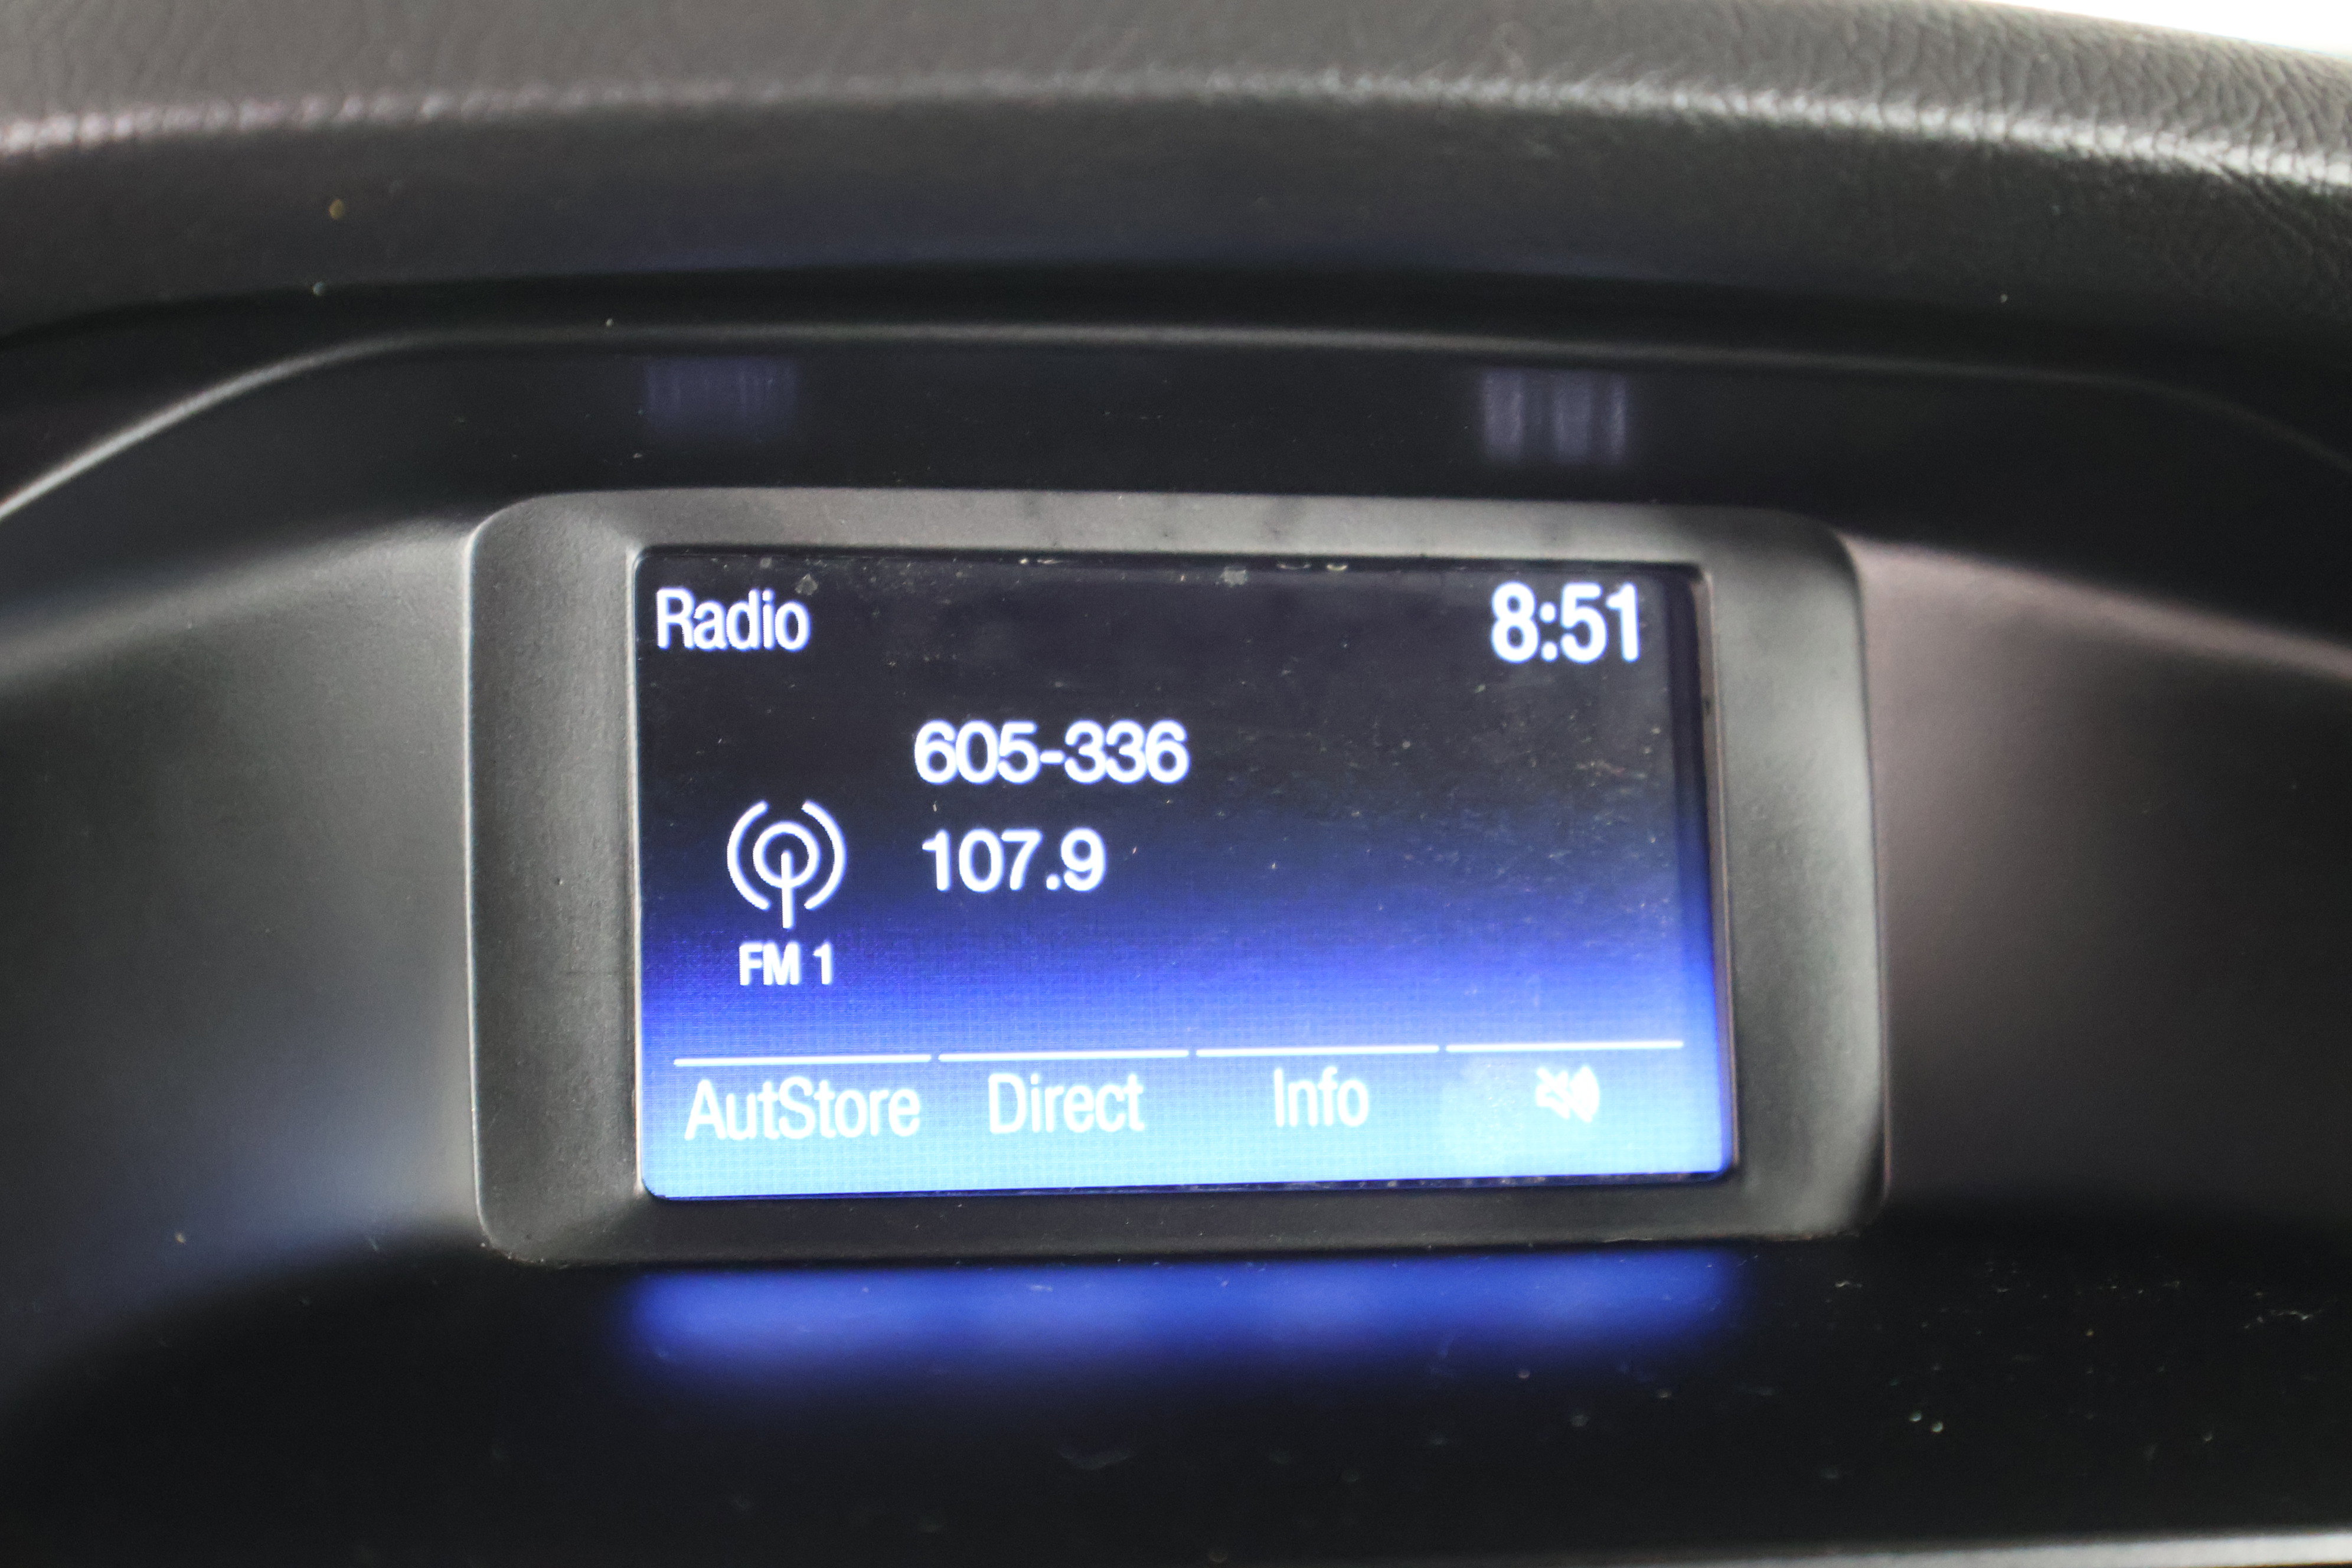 Radio 8:51
605-336
107.9
FM 1
AutStore Direct Info